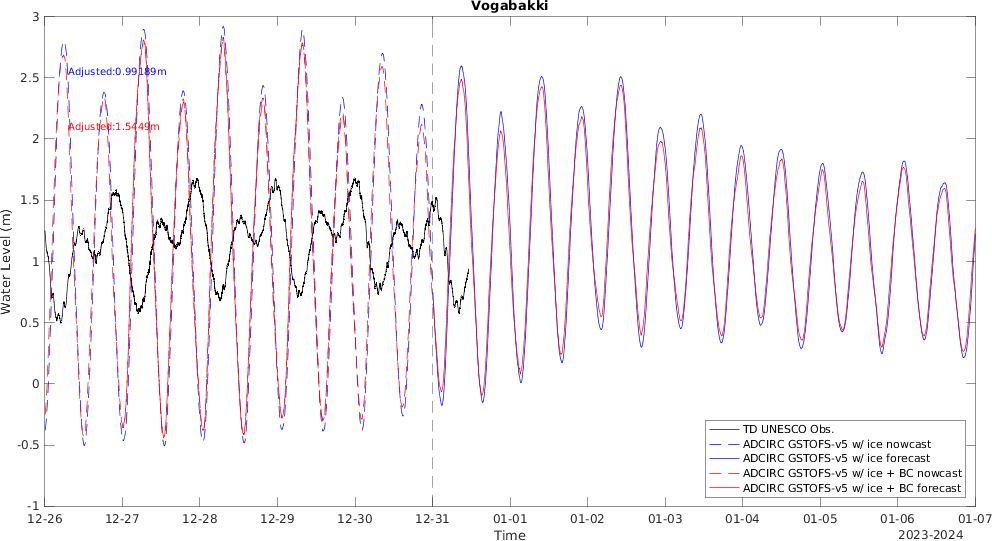 Vogabakki
3
2.5
2
1.5
1
0.5
0
-0.5
-1
Water Level (m)
Adjusted:0.99189m
Adjusted:1.5449m
TD UNESCO Obs.
ADCIRC GSTOFS-v5 w/ ice nowcast
ADCIRC GSTOFS-v5 w/ ice forecast
ADCIRC GSTOFS-v5 w/ ice + BC nowcast
ADCIRC GSTOFS-v5 w/ ice + BC forecast
12-26 12-27 12-28 12-29 12-30 12-31 01-01 01-02 01-03 01-04 01-05 01-06 01-07
Time
2023-2024